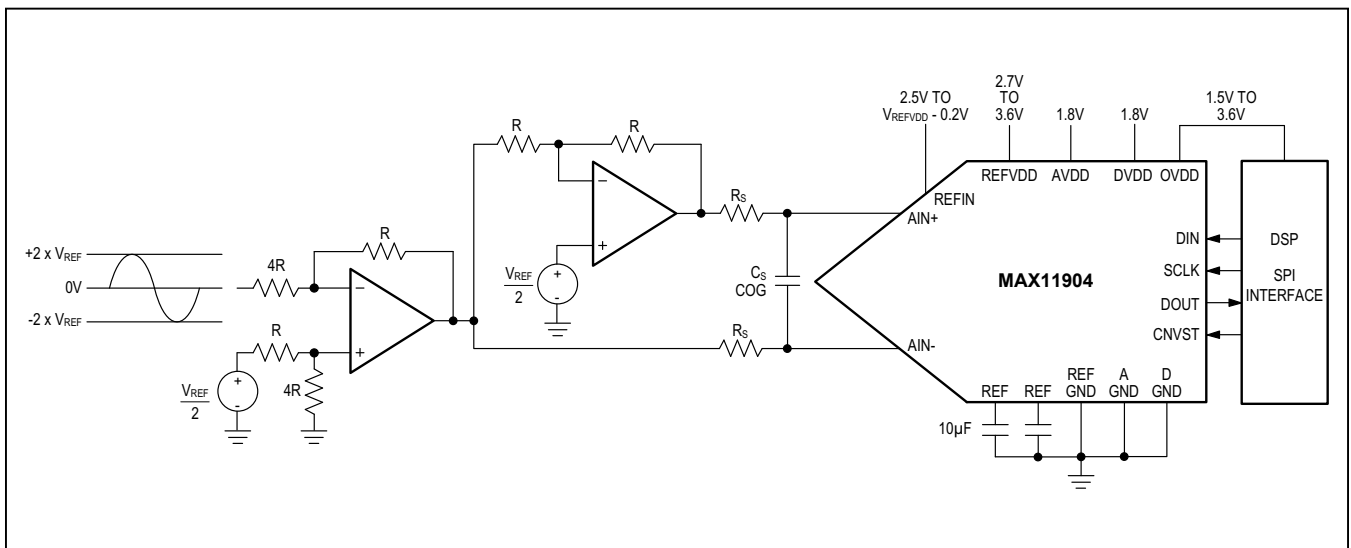 +2 x VREF
0V
-2 x VREF
4R
R
R
4R
VREF
2
R
R
VREF
2
RS
RS
CS
COG
2.5V TO
VREFVDD - 0.2V
2.7V
TO
3.6V
1.8V
1.8V
1.5V TO
3.6V
REFVDD
AVDD
DVDD
OVDD
REFIN
AIN+
AIN-
MAX11904
DIN
SCLK
DOUT
CNVST
DSP
SPI
INTERFACE
REF
REF
REF
GND
A
GND
D
GND
10µF